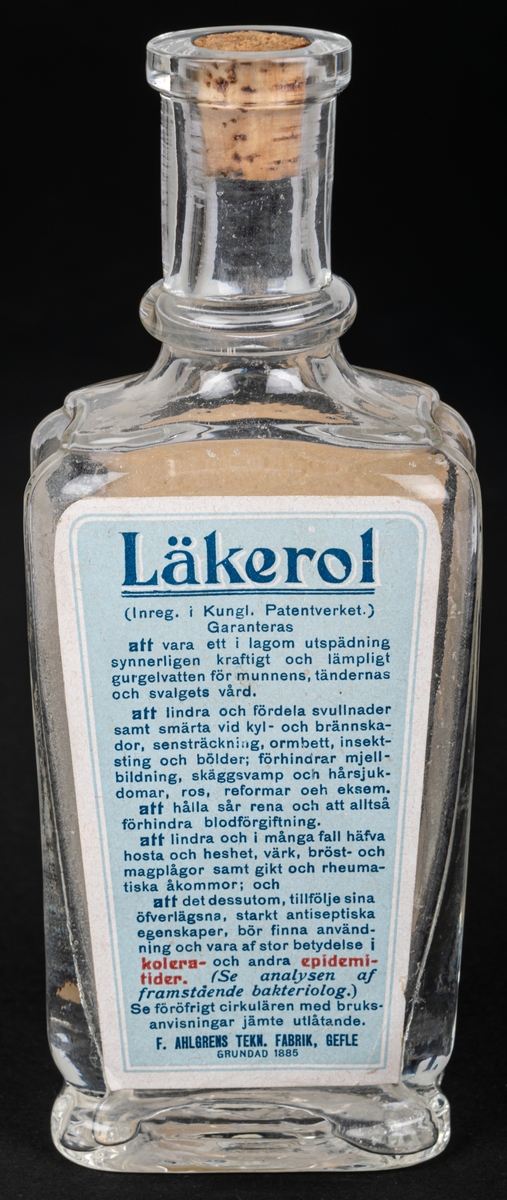 Läkerol
(Inreg. i Kungl. Patentverket.)
Garanteras
att vara ett i lagom utspädning
synnerligen kraftigt och lämpligt
gurgelvatten för munnens, tändernas
och svalgets vård.
att lindra och fördela svullnader
samt smärta vid kyl- och brännska-
dor, sensträckning, ormbett, insekt-
sting och bölder; förhindrar mjell-
bildning, skäggsvamp och hårsjuk-
domar, ros, reformar oeh eksem.
att hålla sår rena och att alltså
förhindra blodförgiftning.
att lindra och i många fall häfva
hosta och heshet, värk, bröst- och
magplågor samt gikt och rheuma-
tiska åkommor; och
att det dessutom, tillfölje sina
öfverlägsna, starkt antiseptiska
egenskaper, bör finna använd-
ning och vara af stor betydelse i
kolera- och andra epidemi-
tider. (Se analysen af
framstående bakteriolog.)
Se föröfrigt cirkulären med bruks-
anvisningar jämte utlåtande.
F. AHLGRENS TEKN. FABRIK, GEFLE
GRUNDAD 1885